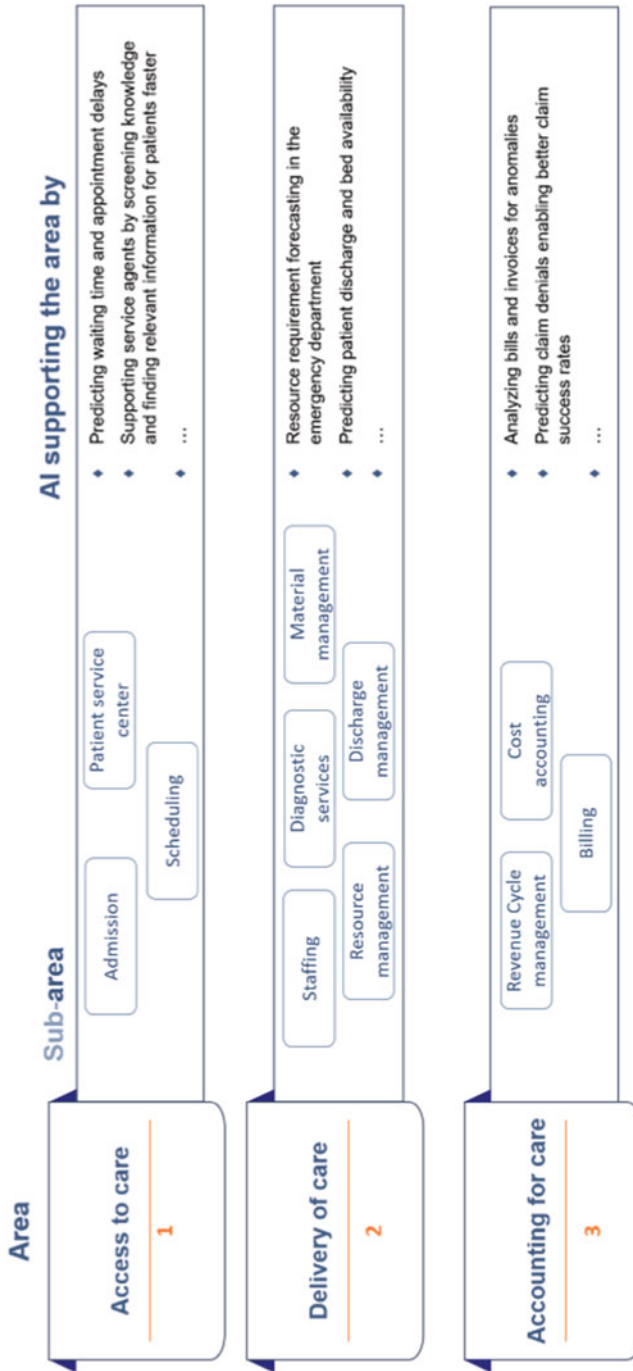 Area
Sub-area
AI supporting the area by
Access to care
1
Admission
Patient service
center
Scheduling
♦ Predicting waiting time and appointment delays
♦ Supporting service agents by screening knowledge
and finding relevant information for patients faster
♦ …
Delivery of care
2
Staffing
Diagnostic
services
Material
management
Resource
management
Discharge
management
♦ Resource requirement forecasting in the
emergency department
♦ Predicting patient discharge and bed availability
♦ …
Accounting for care
3
Revenue Cycle
management
Cost
accounting
Billing
♦ Analyzing bills and invoices for anomalies
♦ Predicting claim denials enabling better claim
success rates
♦ …